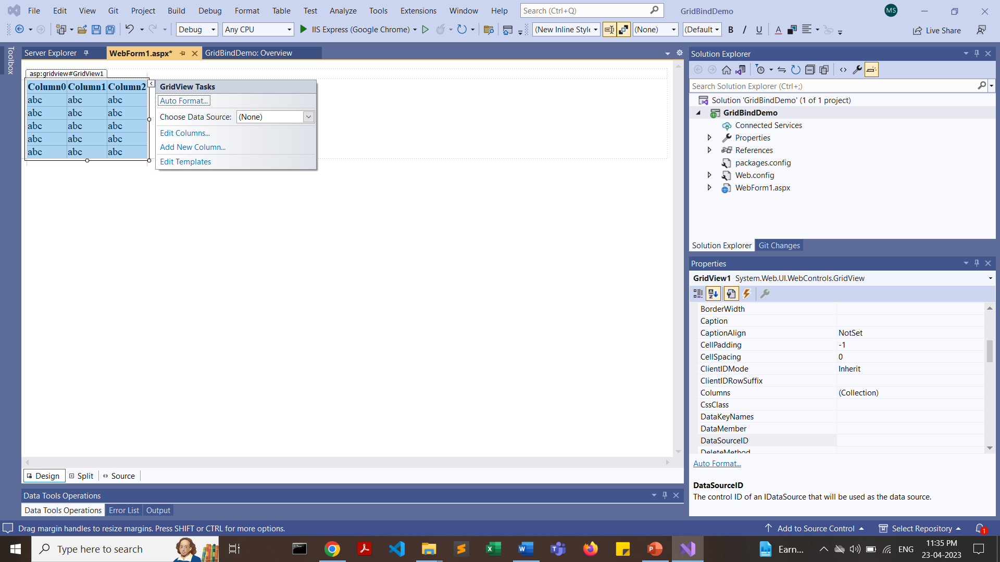 File Edit View Git Project Build Debug Format Table Test Analyze Tools Extensions Window Help Search (Ctrl+Q) GridBindDemo MS
Debug Any CPU IIS Express (Google Chrome) (New Inline Style (None) (Default B I U A Live Share
Toolbox
Server Explorer WebForm1.aspx* GridBindDemo: Overview
asp:gridview#GridView1
Column0 Column1 Column2
abc abc abc
abc abc abc
abc abc abc
abc abc abc
abc abc abc
GridView Tasks
Auto Format...
Choose Data Source: (None)
Edit Columns...
Add New Column...
Edit Templates
Design Split Source
Data Tools Operations
Data Tools Operations Error List Output
Solution Explorer
Search Solution Explorer (Ctrl+;)
Solution 'GridBindDemo' (1 of 1 project)
GridBindDemo
Connected Services
Properties
References
packages.config
Web.config
WebForm1.aspx
Solution Explorer Git Changes
Properties
GridView1 System.Web.UI.WebControls.GridView
BorderWidth
Caption
CaptionAlign NotSet
CellPadding -1
CellSpacing 0
ClientIDMode Inherit
ClientIDRowSuffix
Columns (Collection)
CssClass
DataKeyNames
DataMember
DataSourceID
DeleteMethod
Auto Format...
DataSourceID
The control ID of an IDataSource that will be used as the data source.
Drag margin handles to resize margins. Press SHIFT or CTRL for more options. Add to Source Control Select Repository 1
Type here to search Earn... ENG 11:35 PM
23-04-2023